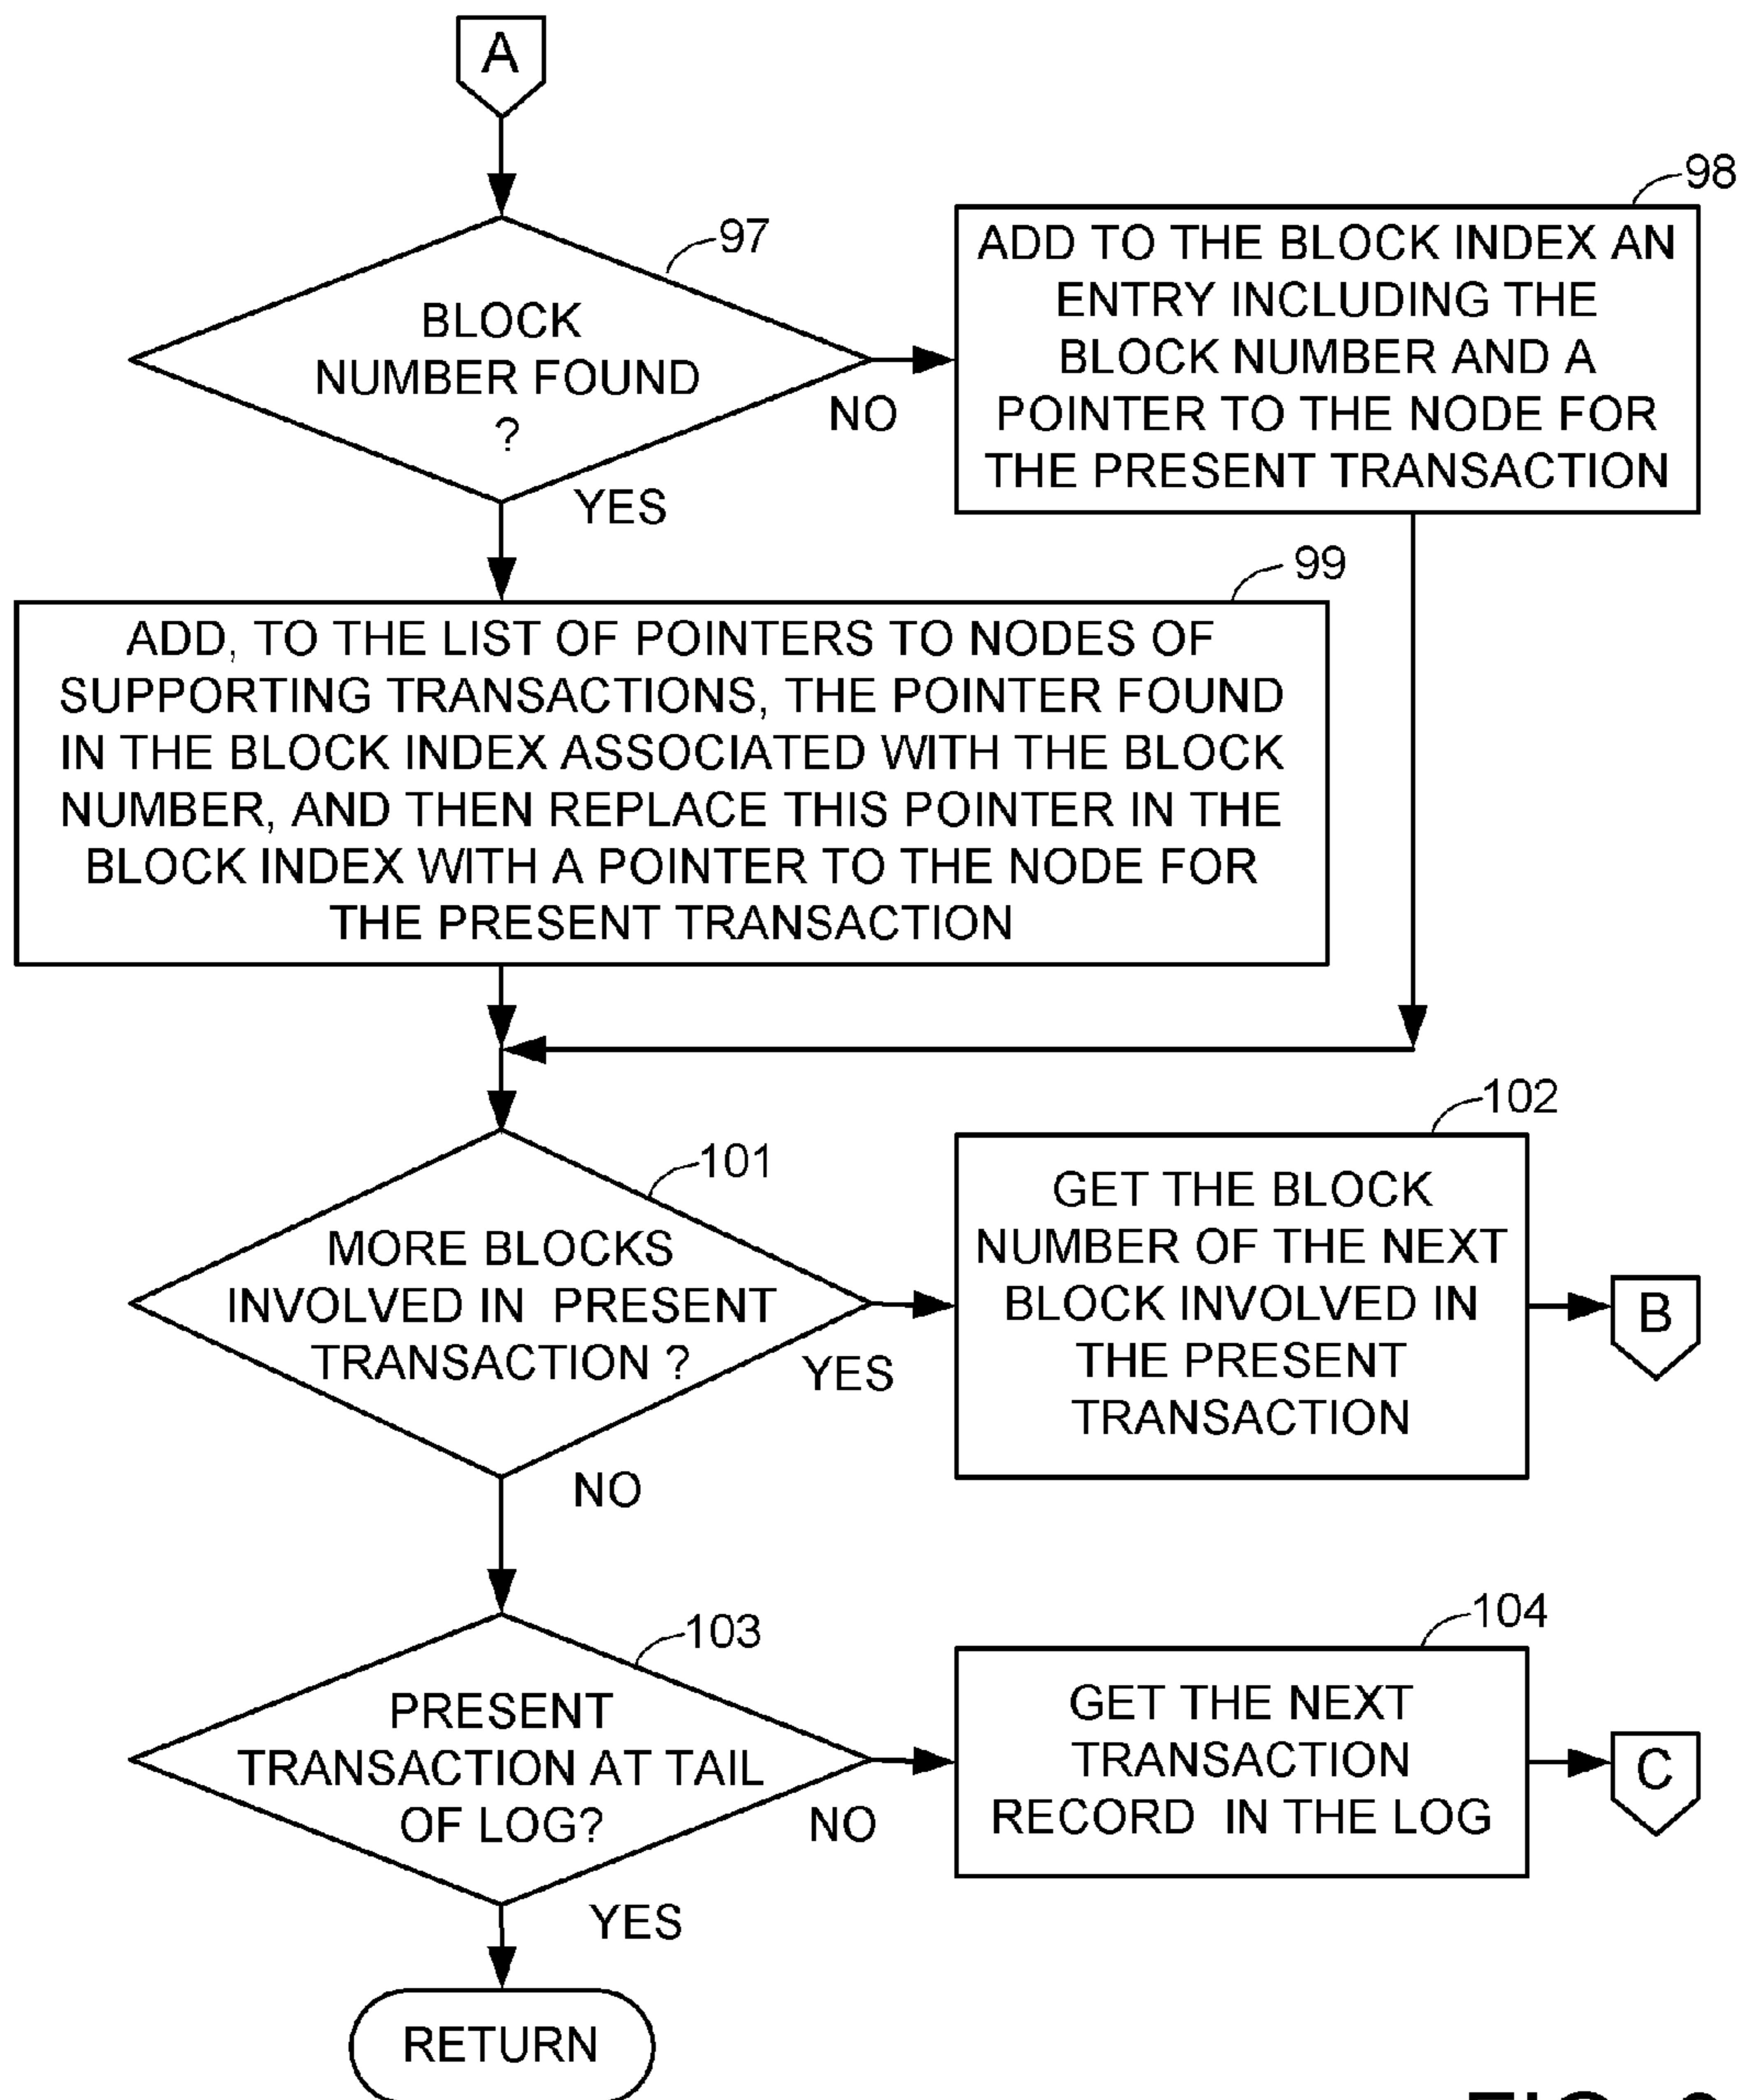 A
97
BLOCK
NUMBER FOUND
?
NO
YES
98
ADD TO THE BLOCK INDEX AN
ENTRY INCLUDING THE
BLOCK NUMBER AND A
POINTER TO THE NODE FOR
THE PRESENT TRANSACTION
99
ADD, TO THE LIST OF POINTERS TO NODES OF
SUPPORTING TRANSACTIONS, THE POINTER FOUND
IN THE BLOCK INDEX ASSOCIATED WITH THE BLOCK
NUMBER, AND THEN REPLACE THIS POINTER IN THE
BLOCK INDEX WITH A POINTER TO THE NODE FOR
THE PRESENT TRANSACTION
101
MORE BLOCKS
INVOLVED IN PRESENT
TRANSACTION ?
YES
NO
102
GET THE BLOCK
NUMBER OF THE NEXT
BLOCK INVOLVED IN
THE PRESENT
TRANSACTION
B
103
PRESENT
TRANSACTION AT TAIL
OF LOG?
NO
YES
104
GET THE NEXT
TRANSACTION
RECORD IN THE LOG
C
RETURN